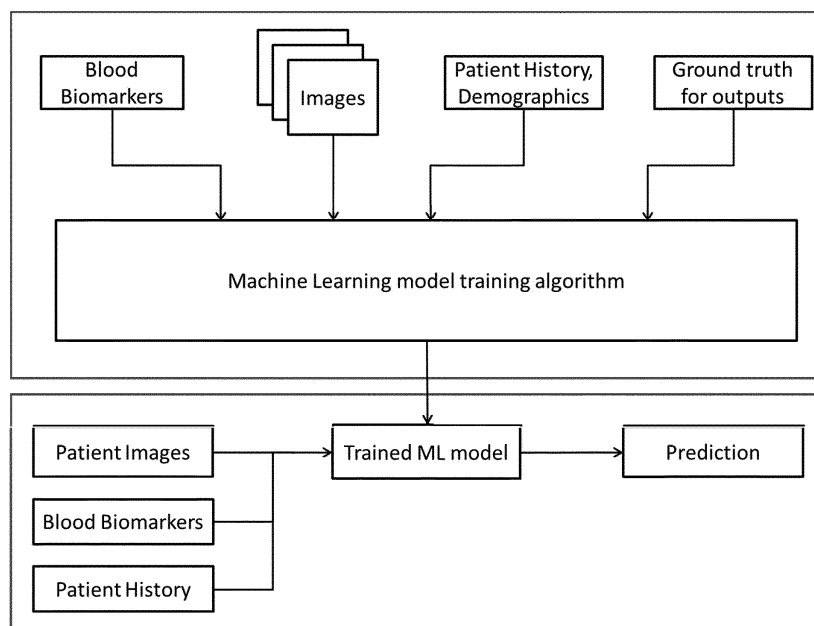 Blood
Biomarkers
Images
Patient History,
Demographics
Ground truth
for outputs
Machine Learning model training algorithm
Patient Images
Trained ML model
Prediction
Blood Biomarkers
Patient History